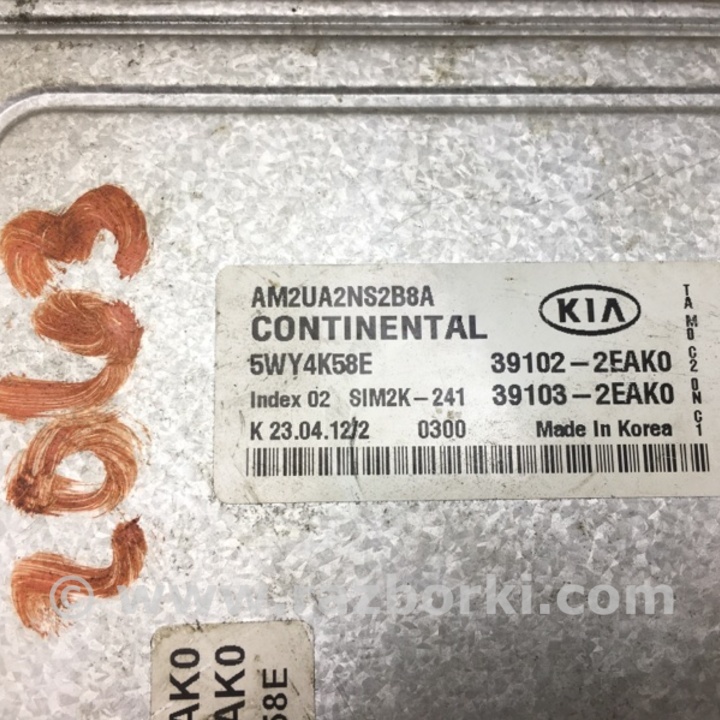 AM2UA2NS2B8A
CONTINENTAL
KIA
5WY4K58E 39102-2EAK0
Index 02 SIM2K-241 39103-2EAK0
K 23.04.12/2 0300 Made In Korea
TA M0 C2 0N C1
AK0
AK0
58E
© www.i-razborki.com